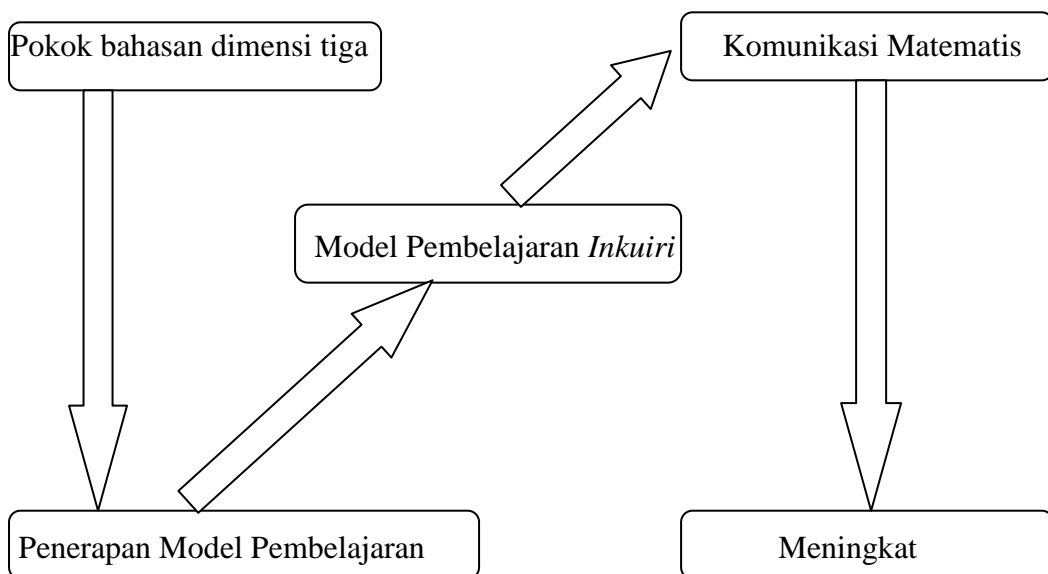 Pokok bahasan dimensi tiga
Komunikasi Matematis
Model Pembelajaran Inkuiri
Penerapan Model Pembelajaran
Meningkat